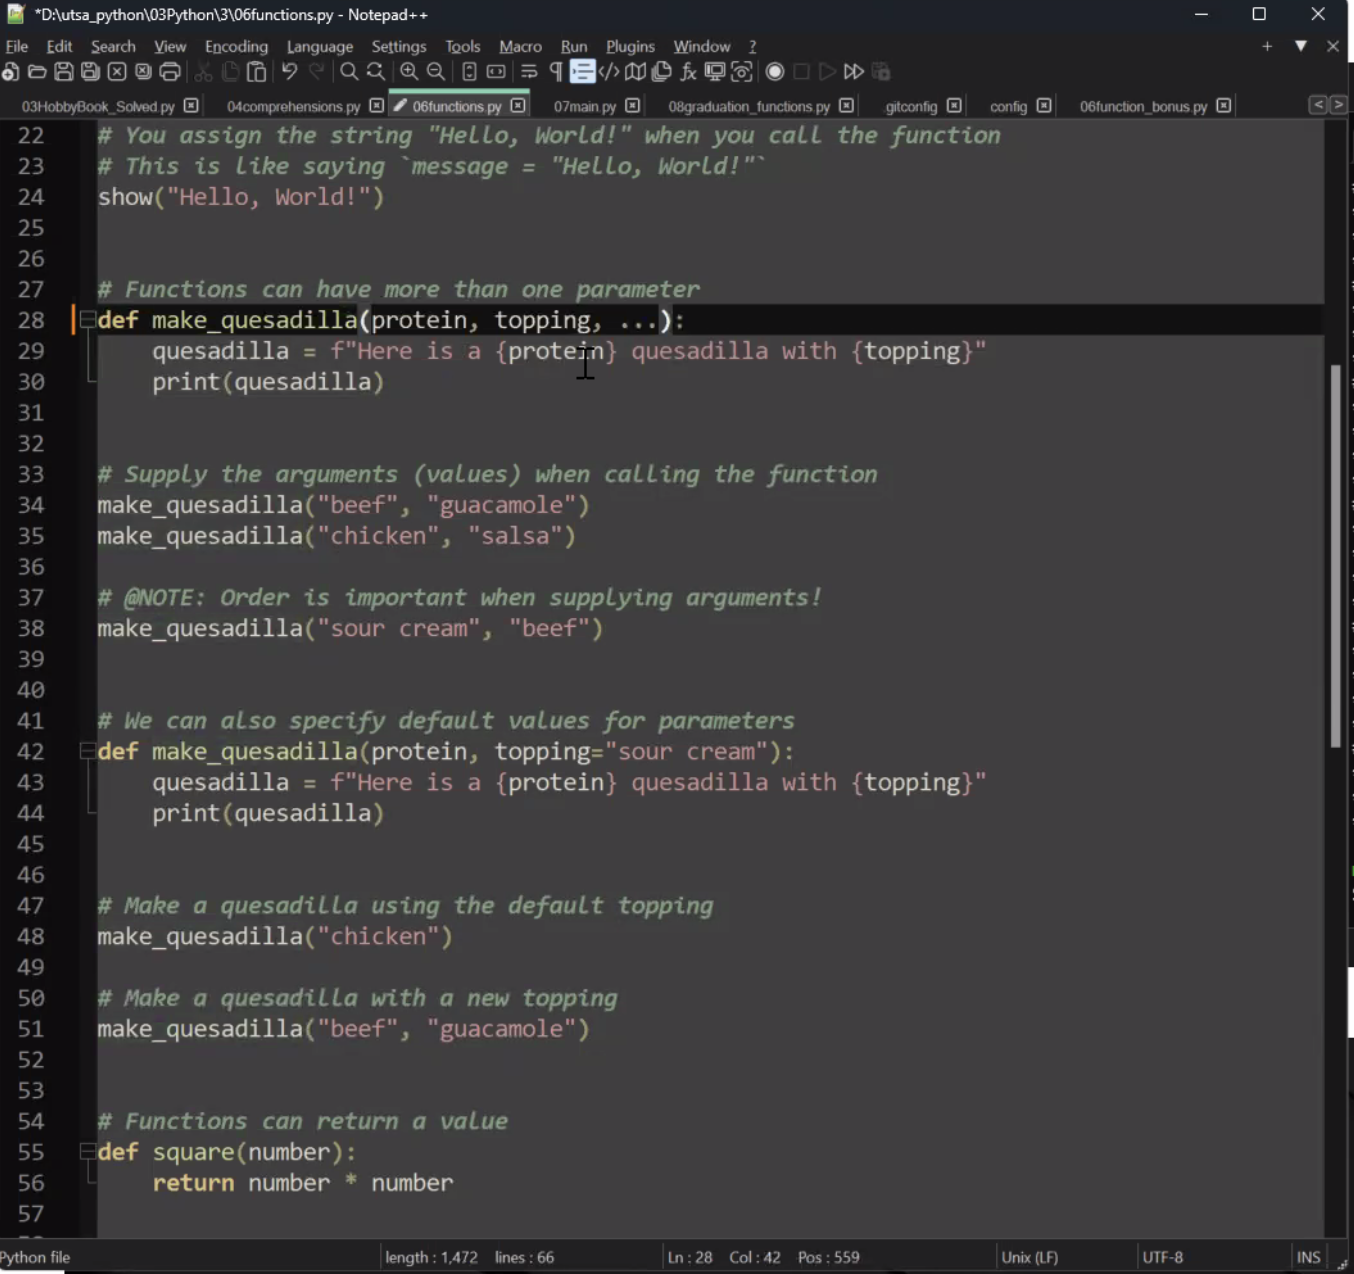 *D:\utsa_python\03Python\3\06functions.py - Notepad++
File Edit Search View Encoding Language Settings Tools Macro Run Plugins Window ?
03HobbyBook_Solved.py 04comprehensions.py 06functions.py 07main.py 08graduation_functions.py .gitconfig config 06function_bonus.py
22 # You assign the string "Hello, World!" when you call the function
23 # This is like saying `message = "Hello, World!"`
24 show("Hello, World!")
25
26
27 # Functions can have more than one parameter
28 def make_quesadilla(protein, topping, ...):
29     quesadilla = f"Here is a {protein} quesadilla with {topping}"
30     print(quesadilla)
31
32
33 # Supply the arguments (values) when calling the function
34 make_quesadilla("beef", "guacamole")
35 make_quesadilla("chicken", "salsa")
36
37 # @NOTE: Order is important when supplying arguments!
38 make_quesadilla("sour cream", "beef")
39
40
41 # We can also specify default values for parameters
42 def make_quesadilla(protein, topping="sour cream"):
43     quesadilla = f"Here is a {protein} quesadilla with {topping}"
44     print(quesadilla)
45
46
47 # Make a quesadilla using the default topping
48 make_quesadilla("chicken")
49
50 # Make a quesadilla with a new topping
51 make_quesadilla("beef", "guacamole")
52
53
54 # Functions can return a value
55 def square(number):
56     return number * number
57
Python file length : 1,472 lines : 66 Ln : 28 Col : 42 Pos : 559 Unix (LF) UTF-8 INS